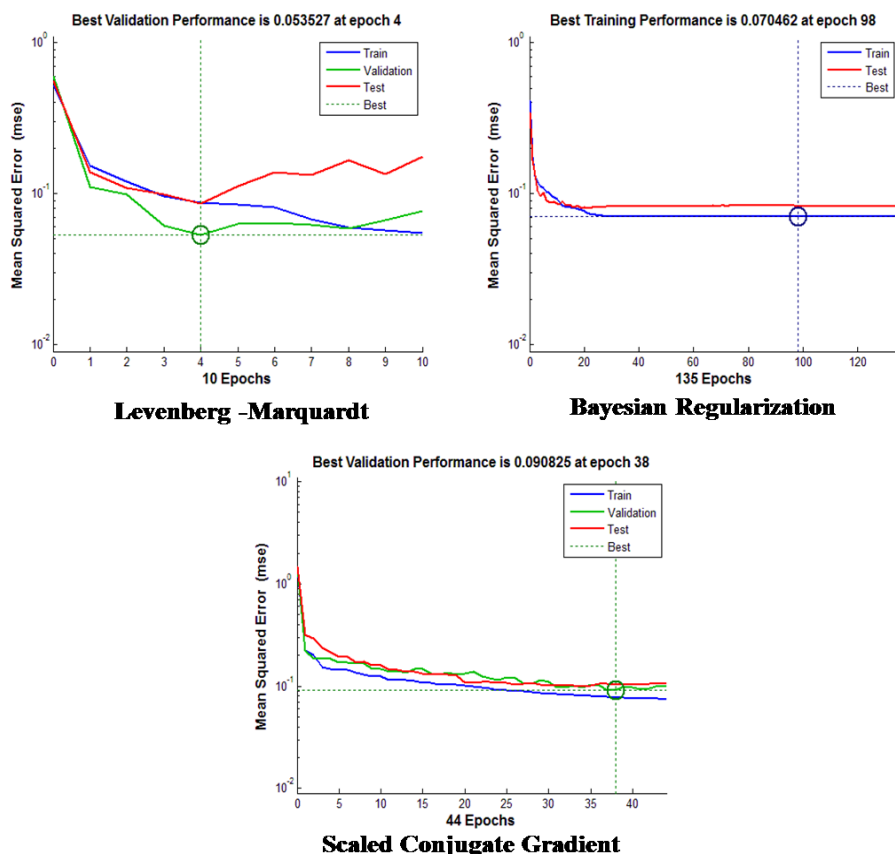 Best Validation Performance is 0.053527 at epoch 4
Mean Squared Error (mse)
10^0
10^-1
10^-2
Train
Validation
Test
Best
0 1 2 3 4 5 6 7 8 9 10
10 Epochs
Levenberg -Marquardt
Best Training Performance is 0.070462 at epoch 98
Mean Squared Error (mse)
10^0
10^-1
10^-2
Train
Test
Best
0 20 40 60 80 100 120
135 Epochs
Bayesian Regularization
Best Validation Performance is 0.090825 at epoch 38
Mean Squared Error (mse)
10^1
10^0
10^-1
10^-2
Train
Validation
Test
Best
0 5 10 15 20 25 30 35 40
44 Epochs
Scaled Conjugate Gradient